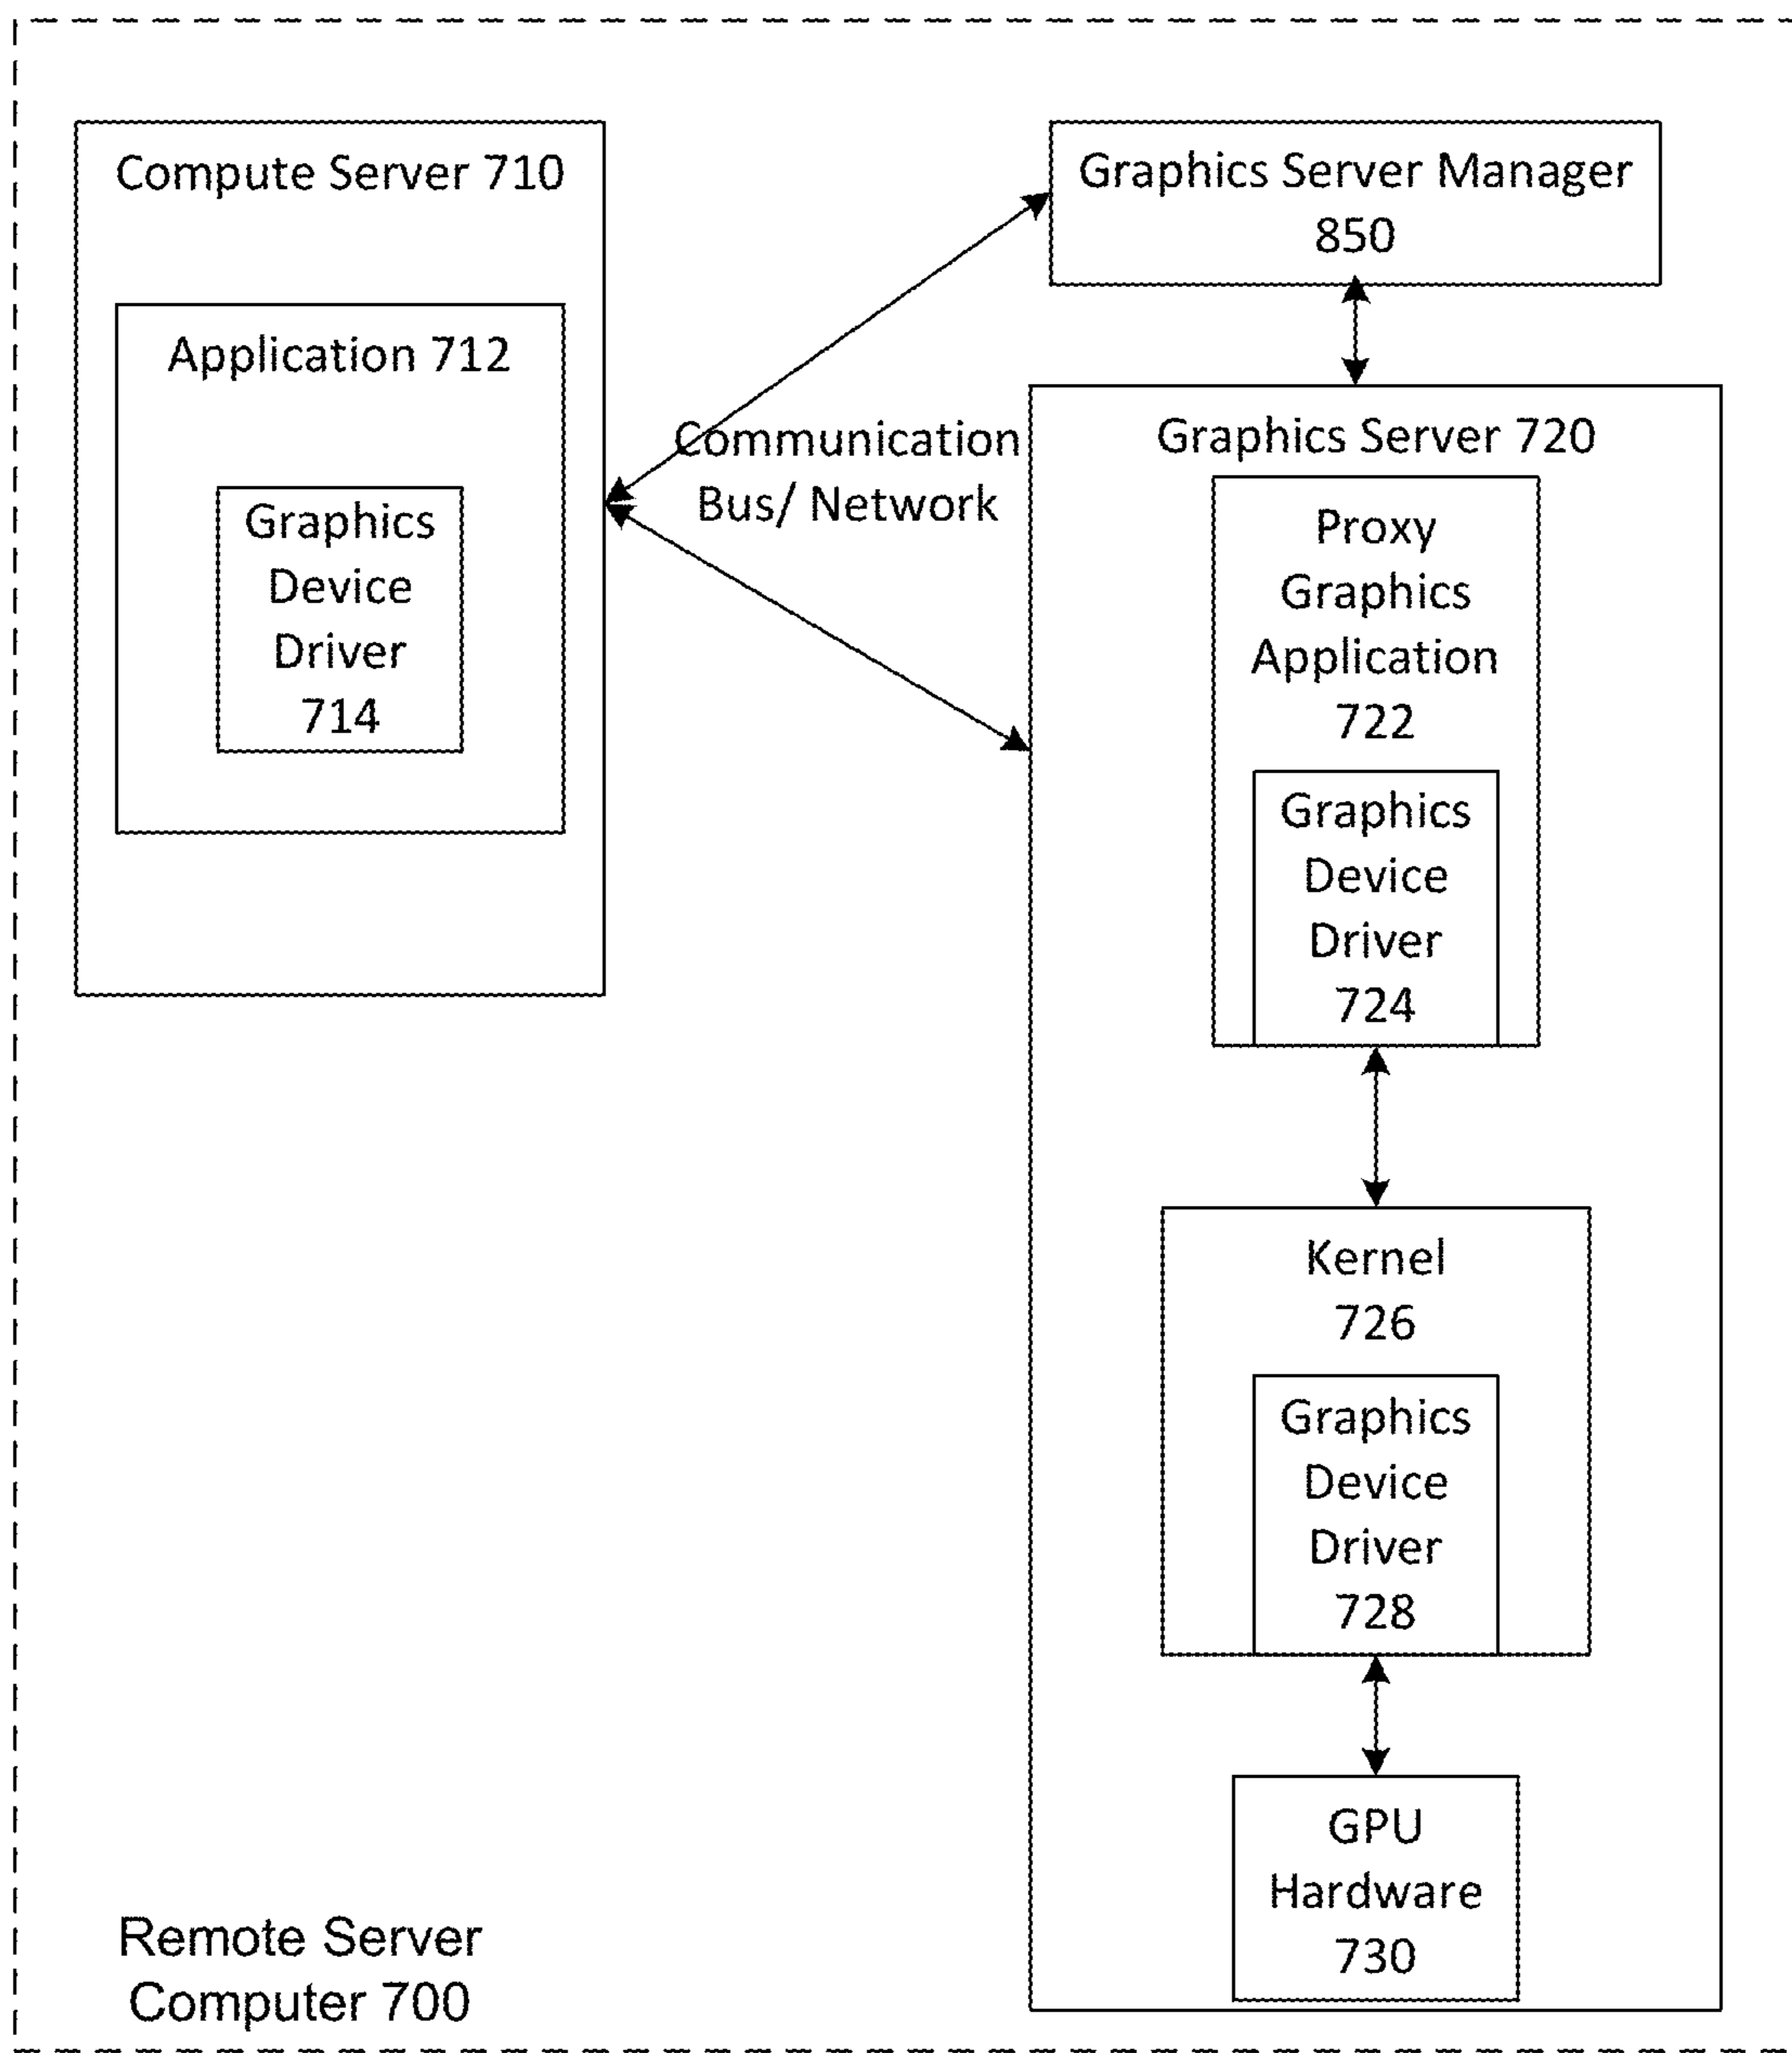 Compute Server 710
Application 712
Graphics
Device
Driver
714
Communication
Bus/ Network
Graphics Server Manager
850
Graphics Server 720
Proxy
Graphics
Application
722
Graphics
Device
Driver
724
Kernel
726
Graphics
Device
Driver
728
GPU
Hardware
730
Remote Server
Computer 700